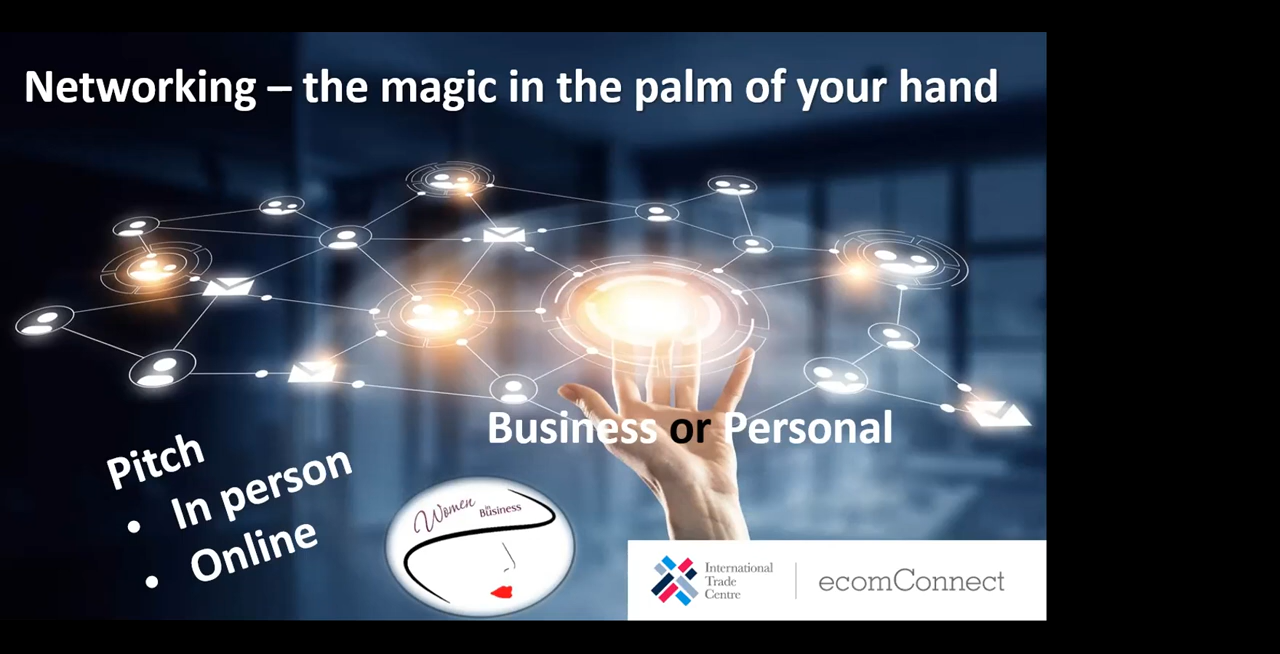 Networking – the magic in the palm of your hand
Business or Personal
Pitch
• In person
• Online
Women in Business
International
Trade
Centre
ecomConnect